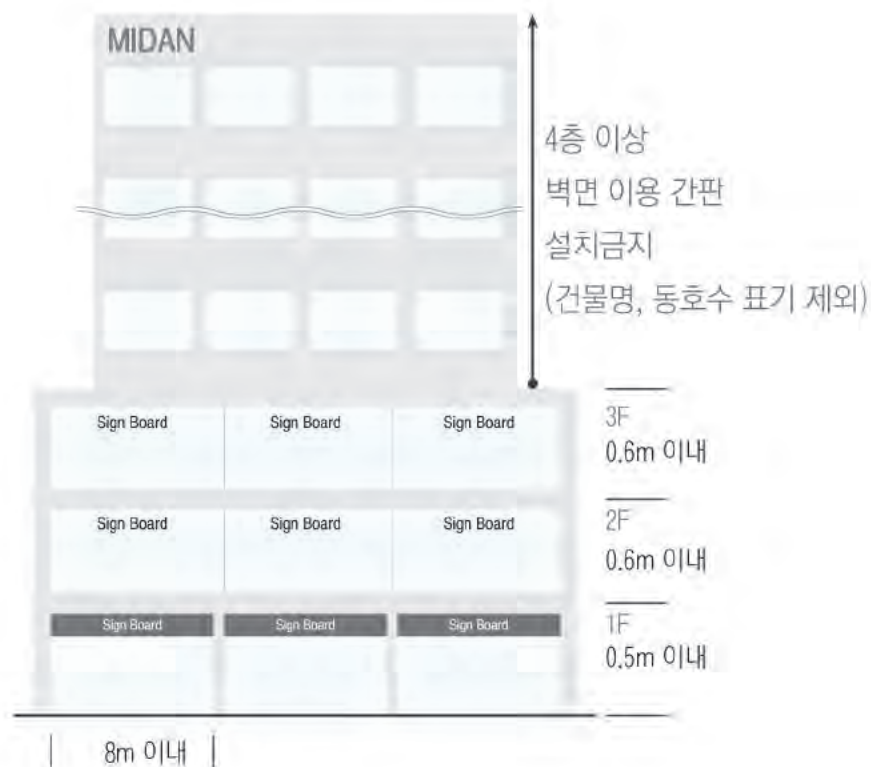 MIDAN
4층 이상
벽면 이용 간판
설치금지
(건물명, 동호수 표기 제외)
Sign Board Sign Board Sign Board
3F
0.6m 이내
Sign Board Sign Board Sign Board
2F
0.6m 이내
Sign Board Sign Board Sign Board
1F
0.5m 이내
8m 이내